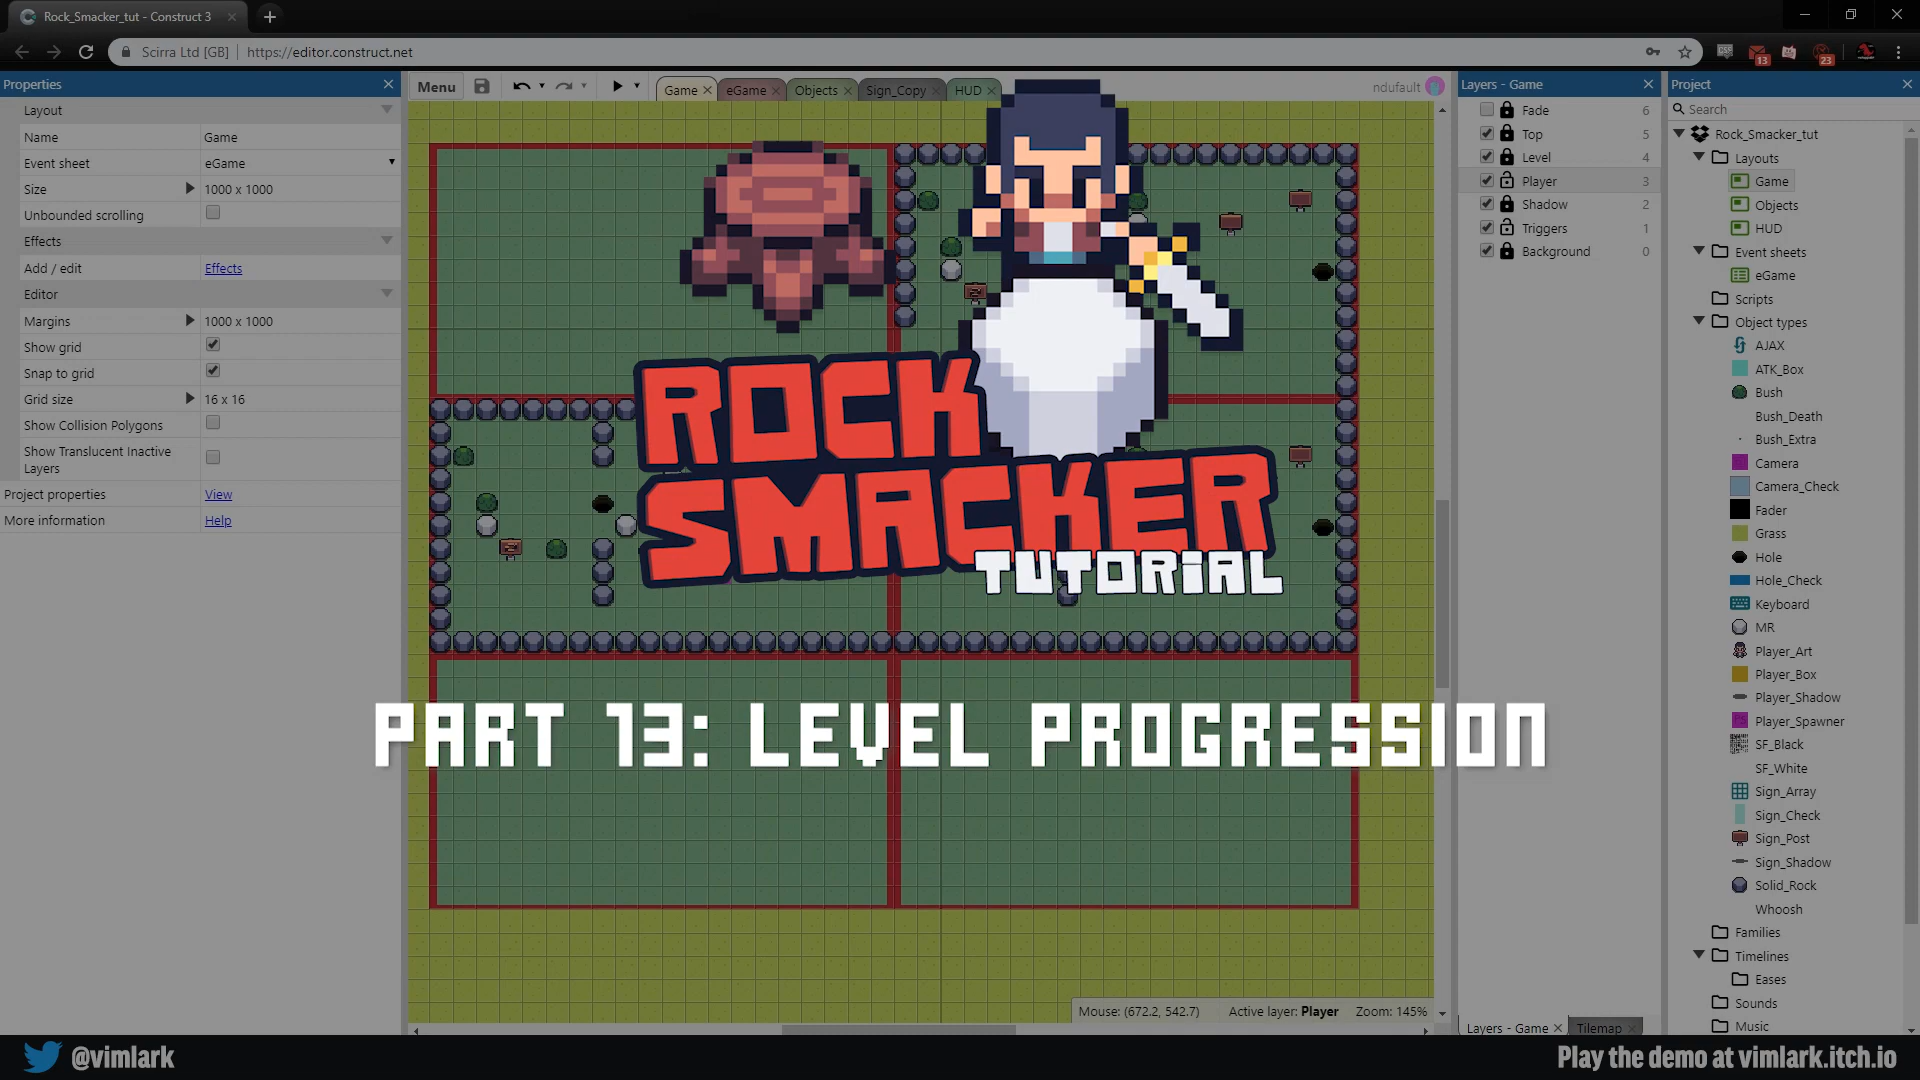 Rock_Smacker_tut - Construct 3
Scirra Ltd [GB] | https://editor.construct.net
13
23
Properties
Layout
Name Game
Event sheet eGame
Size 1000 x 1000
Unbounded scrolling
Effects
Add / edit Effects
Editor
Margins 1000 x 1000
Show grid
Snap to grid
Grid size 16 x 16
Show Collision Polygons
Show Translucent Inactive
Layers
Project properties View
More information Help
Menu
Game
eGame
Objects
Sign_Copy
HUD
ndufault
ROCK
SMACKER
TUTORIAL
PART 13: LEVEL PROGRESSION
Mouse: (672.2, 542.7) Active layer: Player Zoom: 145%
Layers - Game
Fade 6
Top 5
Level 4
Player 3
Shadow 2
Triggers 1
Background 0
Layers - Game
Tilemap
Project
Search
Rock_Smacker_tut
Layouts
Game
Objects
HUD
Event sheets
eGame
Scripts
Object types
AJAX
ATK_Box
Bush
Bush_Death
Bush_Extra
Camera
Camera_Check
Fader
Grass
Hole
Hole_Check
Keyboard
MR
Player_Art
Player_Box
Player_Shadow
Player_Spawner
SF_Black
SF_White
Sign_Array
Sign_Check
Sign_Post
Sign_Shadow
Solid_Rock
Whoosh
Families
Timelines
Eases
Sounds
Music
@vimlark
Play the demo at vimlark.itch.io